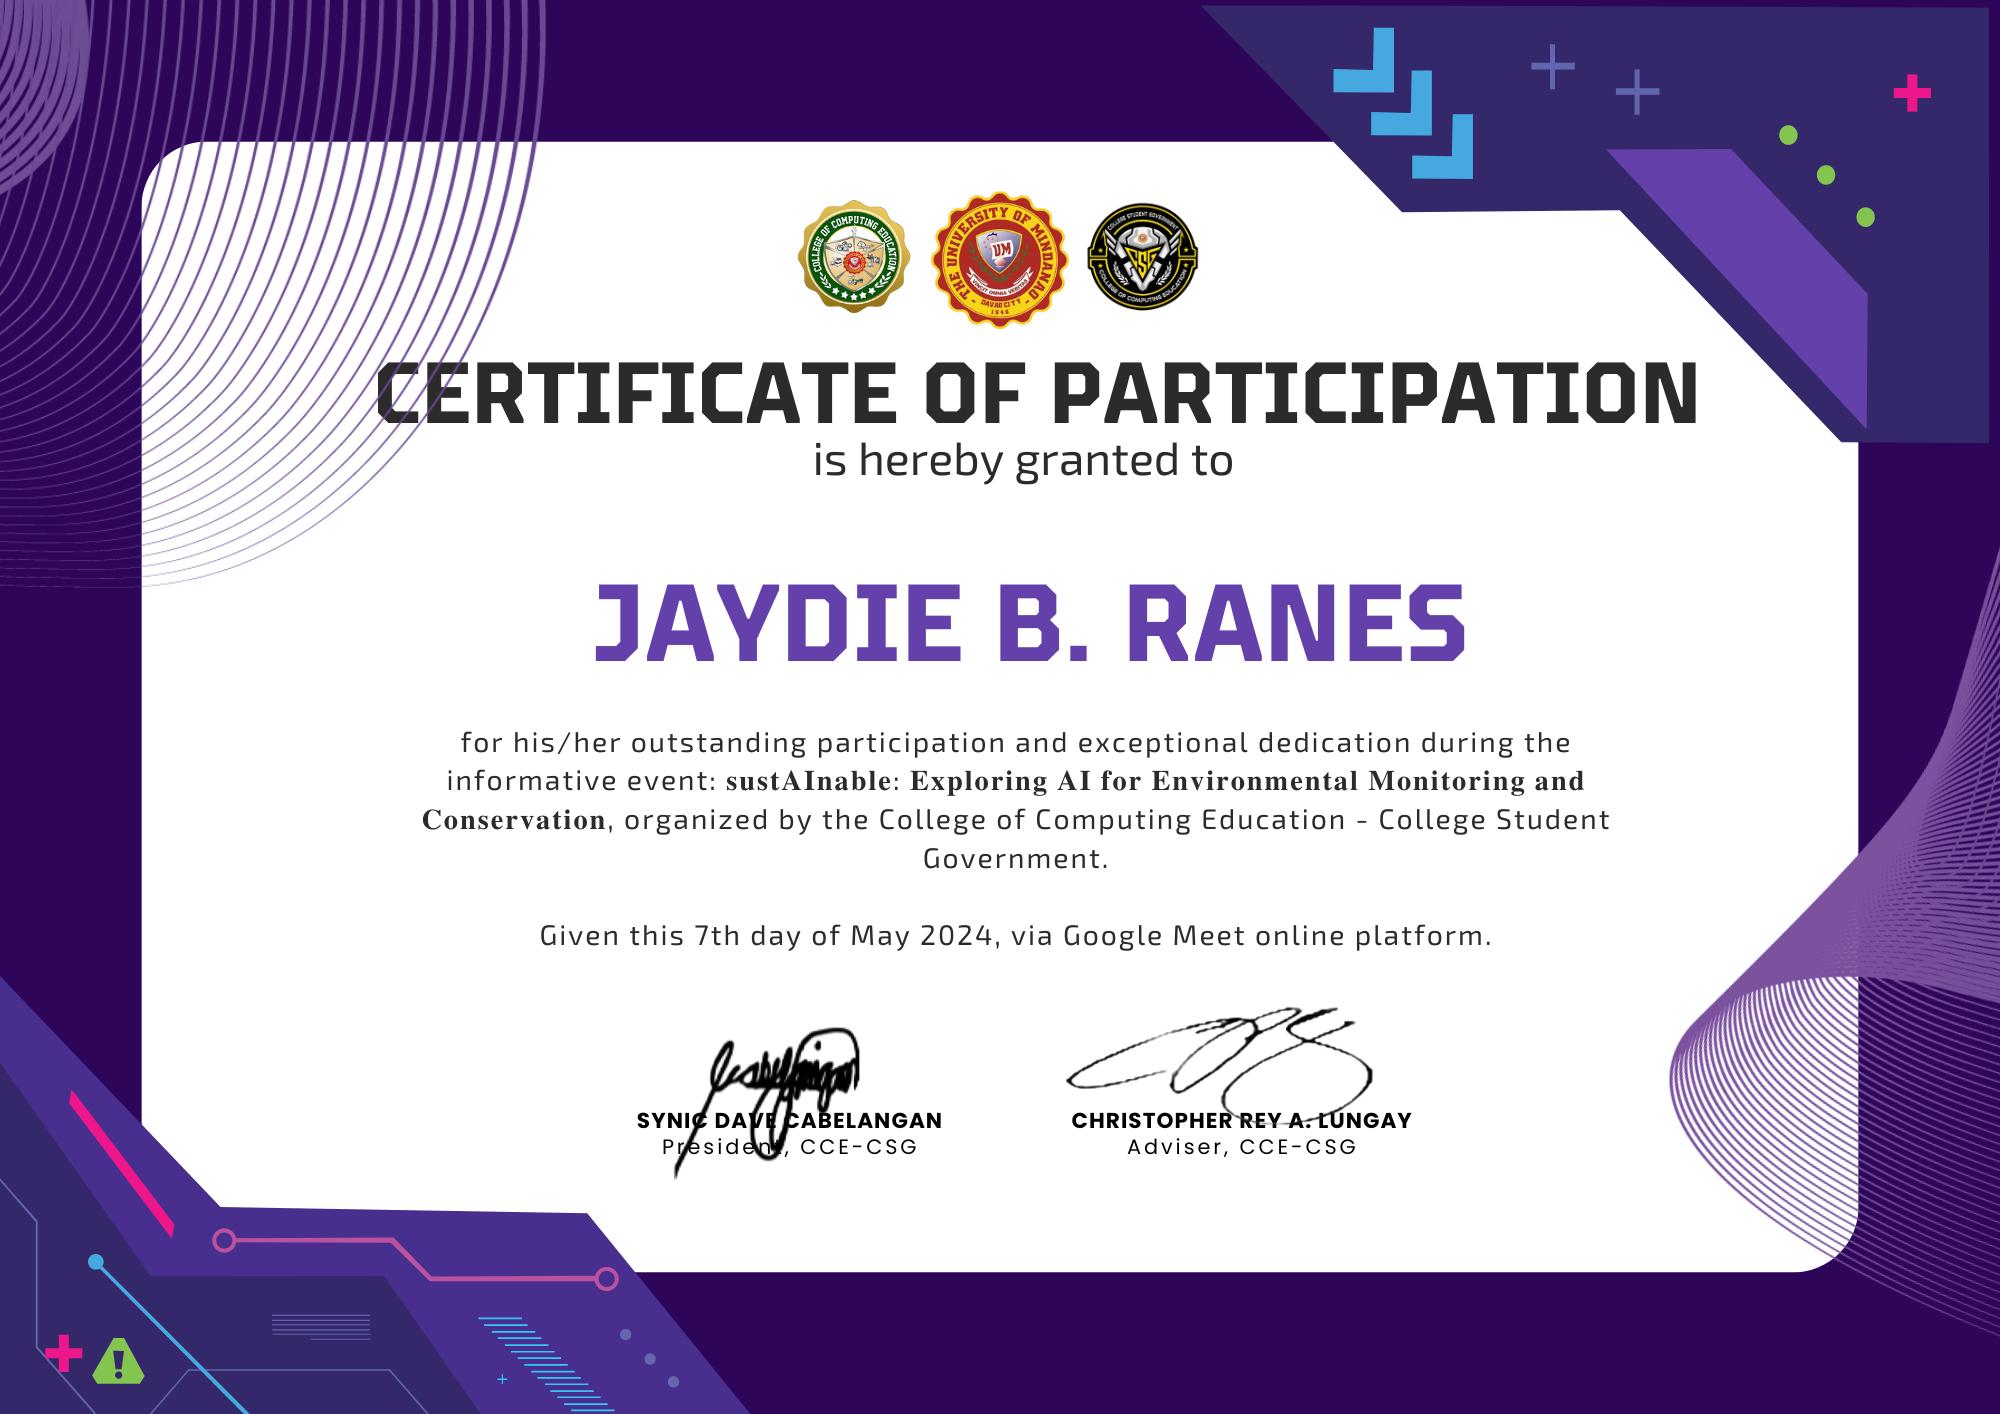 COLLEGE OF COMPUTING EDUCATION
THE UNIVERSITY OF MINDANAO
UM
VINCIT OMNIA VERITAS
DAVAO CITY
1946
COLLEGE STUDENT GOVERNMENT
CSG
COLLEGE OF COMPUTING EDUCATION
CERTIFICATE OF PARTICIPATION
is hereby granted to
JAYDIE B. RANES
for his/her outstanding participation and exceptional dedication during the
informative event: sustAInable: Exploring AI for Environmental Monitoring and
Conservation, organized by the College of Computing Education - College Student
Government.
Given this 7th day of May 2024, via Google Meet online platform.
SYNIC DAVE CABELANGAN
President, CCE-CSG
CHRISTOPHER REY A. LUNGAY
Adviser, CCE-CSG